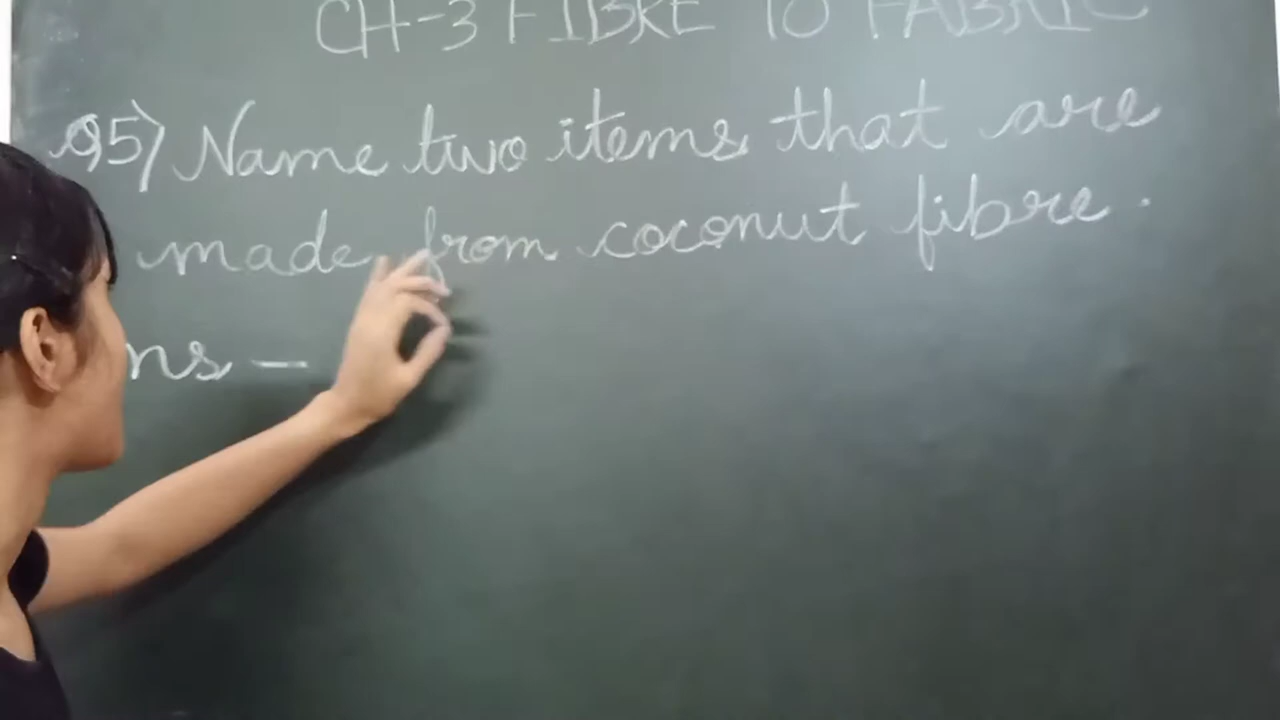 CH-3 FIBRE TO FABRIC
Q5) Name two items that are
made from coconut fibre.
ns -